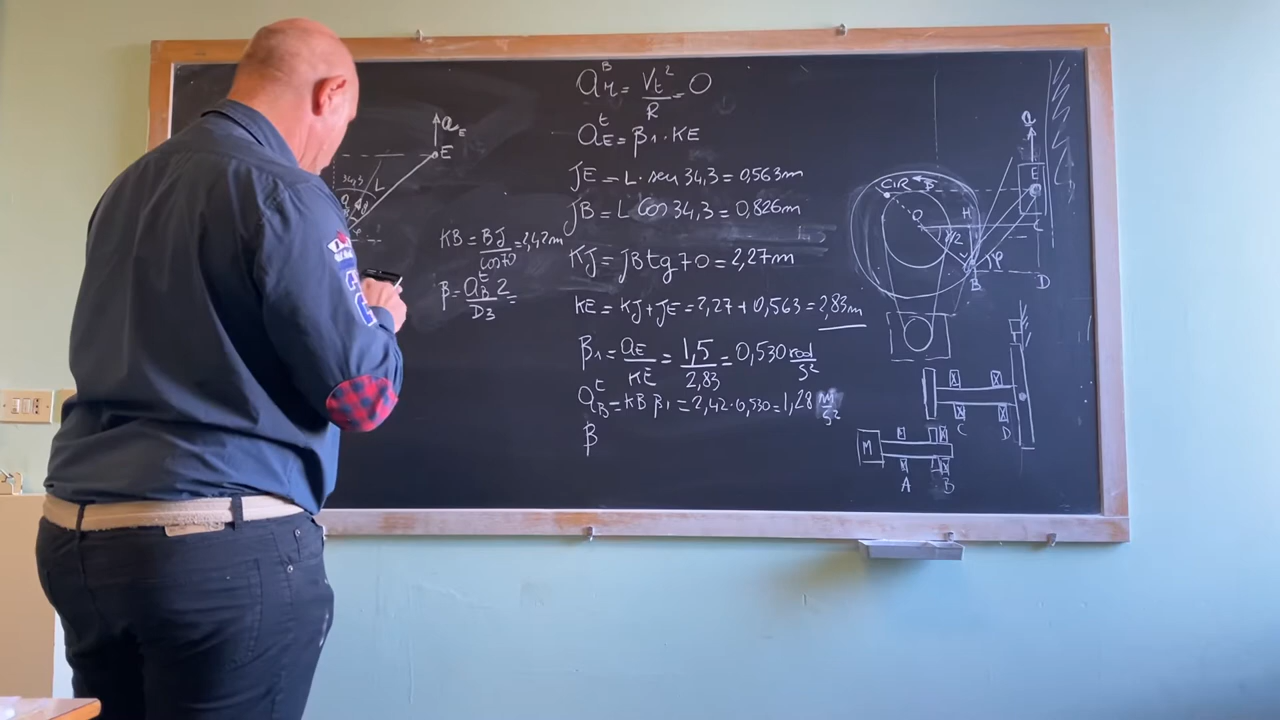 a_r^B = Vt²/R = 0
a_E^t = β1 · KE
JE = L · sen 34,3 = 0,563m
JB = L cos 34,3 = 0,826m
KJ = JB tg 70 = 2,27m
KE = KJ + JE = 2,27 + 0,563 = 2,83m
β1 = aE/KE = 1,5/2,83 = 0,530 rad/s²
a_B^t = KB β1 = 2,42 · 0,530 = 1,28 m/s²
β
KB = BJ/cos70 = 2,42m
β = a_B^t 2/D3 =
a_E
E
L
34,3
a
E
CIR
O
H
C
B
D
C
D
M
A
B